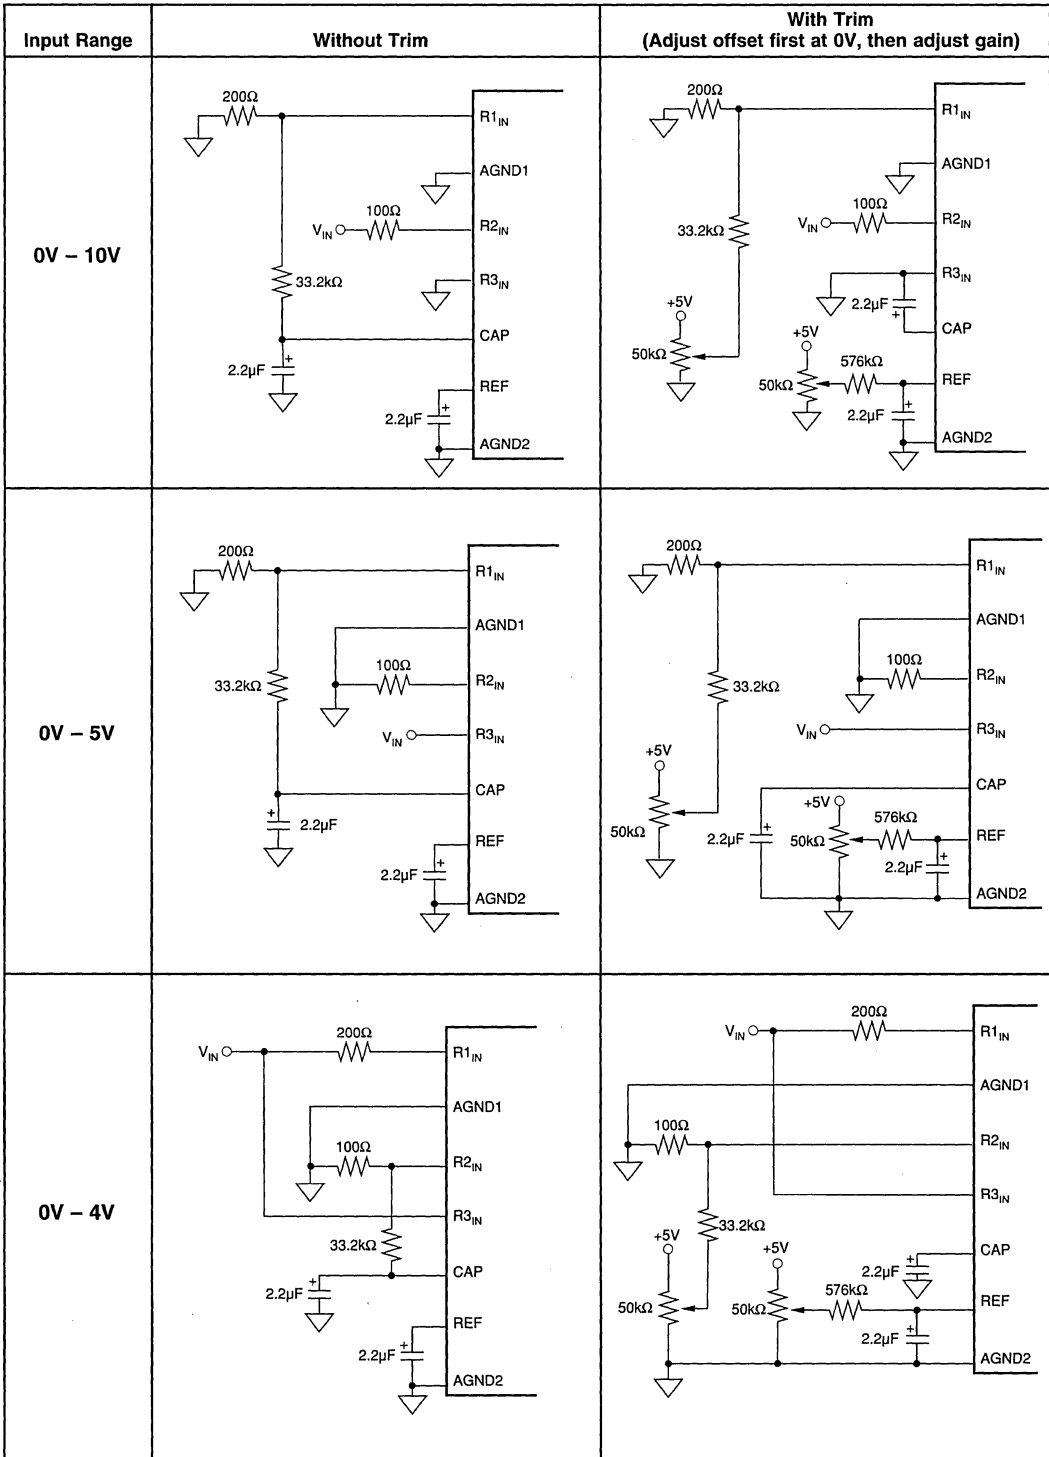 Input Range
Without Trim
With Trim
(Adjust offset first at 0V, then adjust gain)
0V – 10V
200Ω
R1IN
AGND1
100Ω
VIN
R2IN
33.2kΩ
R3IN
CAP
2.2µF
REF
2.2µF
AGND2
200Ω
R1IN
AGND1
100Ω
33.2kΩ
VIN
R2IN
R3IN
2.2µF
+5V
CAP
+5V
50kΩ
576kΩ
50kΩ
REF
2.2µF
AGND2
0V – 5V
200Ω
R1IN
AGND1
100Ω
33.2kΩ
R2IN
VIN
R3IN
CAP
2.2µF
REF
2.2µF
AGND2
200Ω
R1IN
AGND1
100Ω
33.2kΩ
R2IN
VIN
R3IN
+5V
CAP
+5V
576kΩ
50kΩ
2.2µF
50kΩ
REF
2.2µF
AGND2
0V – 4V
200Ω
VIN
R1IN
AGND1
100Ω
R2IN
R3IN
33.2kΩ
CAP
2.2µF
REF
2.2µF
AGND2
200Ω
VIN
R1IN
AGND1
100Ω
R2IN
R3IN
33.2kΩ
+5V
+5V
CAP
2.2µF
576kΩ
50kΩ
50kΩ
REF
2.2µF
AGND2